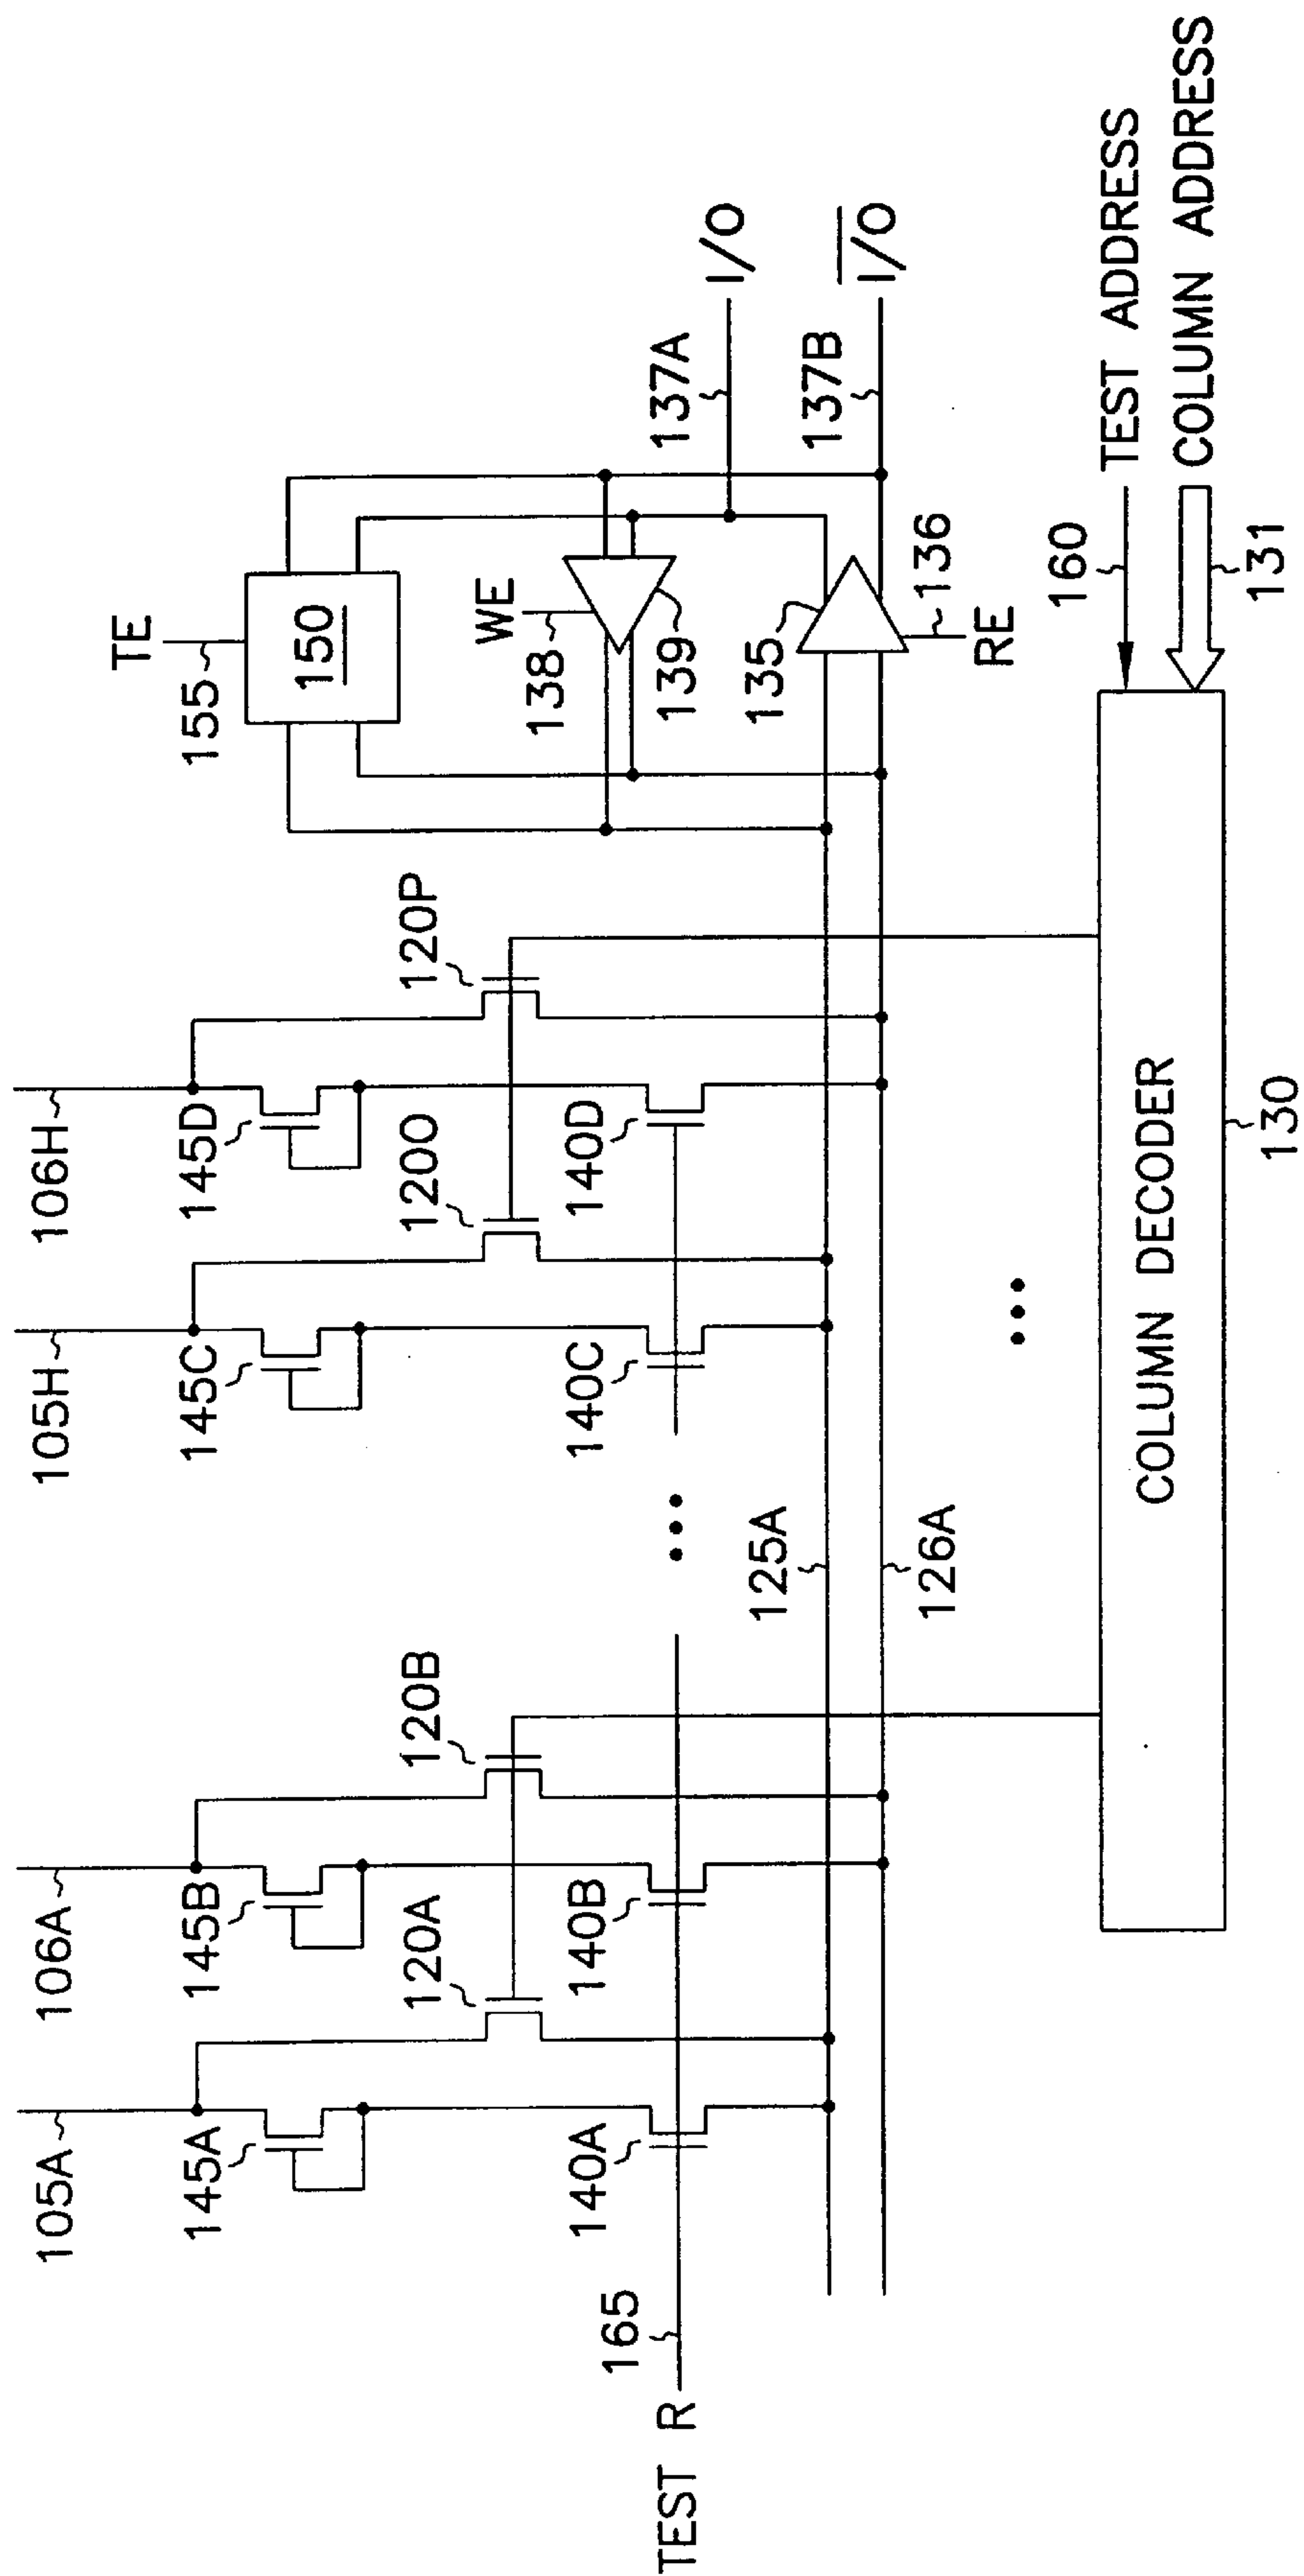 105A
106A
105H
106H
145A
145B
145C
145D
TE
155
150
120A
120B
120O
120P
WE
138
139
140A
140B
140C
140D
165
TEST R
137A
I/O
125A
135
137B
I/O
126A
136
RE
160
TEST ADDRESS
131
COLUMN ADDRESS
COLUMN DECODER
130